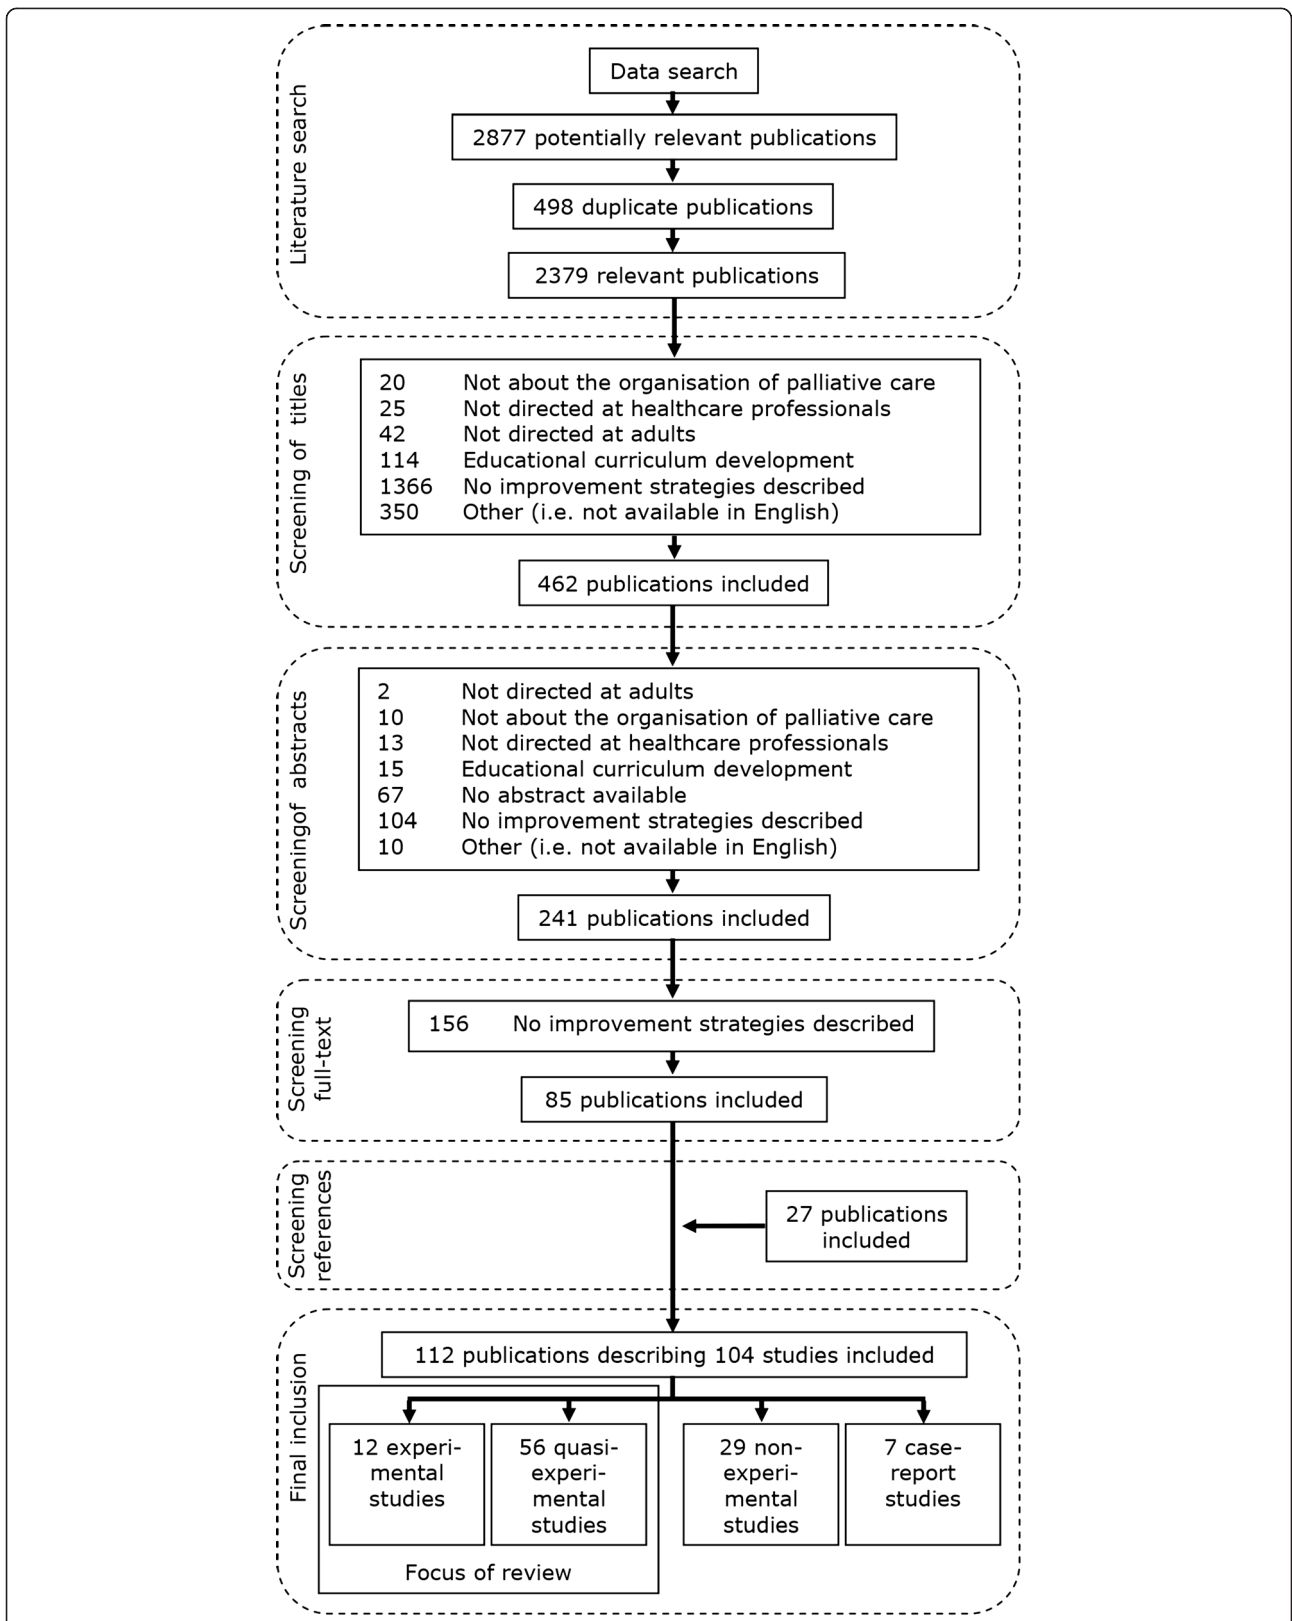 Literature search
Data search
2877 potentially relevant publications
498 duplicate publications
2379 relevant publications
Screening of titles
20 Not about the organisation of palliative care
25 Not directed at healthcare professionals
42 Not directed at adults
114 Educational curriculum development
1366 No improvement strategies described
350 Other (i.e. not available in English)
462 publications included
Screeningof abstracts
2 Not directed at adults
10 Not about the organisation of palliative care
13 Not directed at healthcare professionals
15 Educational curriculum development
67 No abstract available
104 No improvement strategies described
10 Other (i.e. not available in English)
241 publications included
Screening
full-text
156 No improvement strategies described
85 publications included
Screening
references
27 publications
included
Final inclusion
112 publications describing 104 studies included
12 experi-
mental
studies
56 quasi-
experi-
mental
studies
29 non-
experi-
mental
studies
7 case-
report
studies
Focus of review